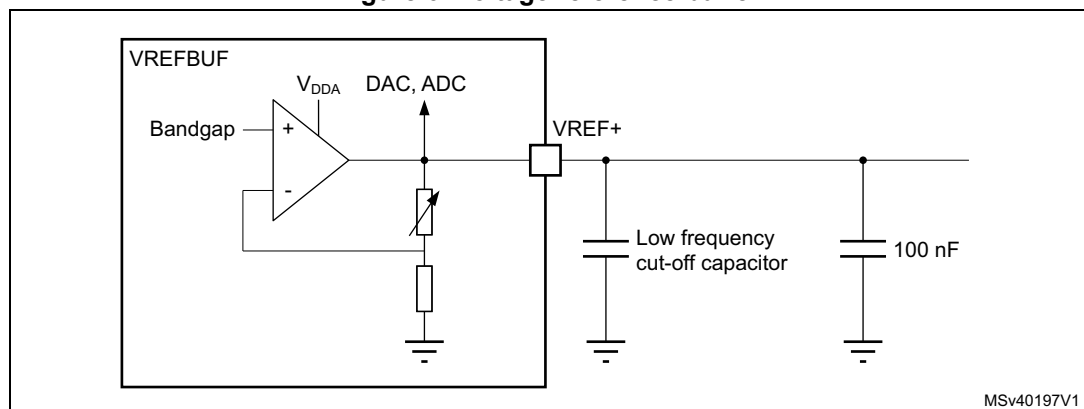 VREFBUF
VDDA
DAC, ADC
Bandgap
+
-
VREF+
Low frequency
cut-off capacitor
100 nF
MSv40197V1